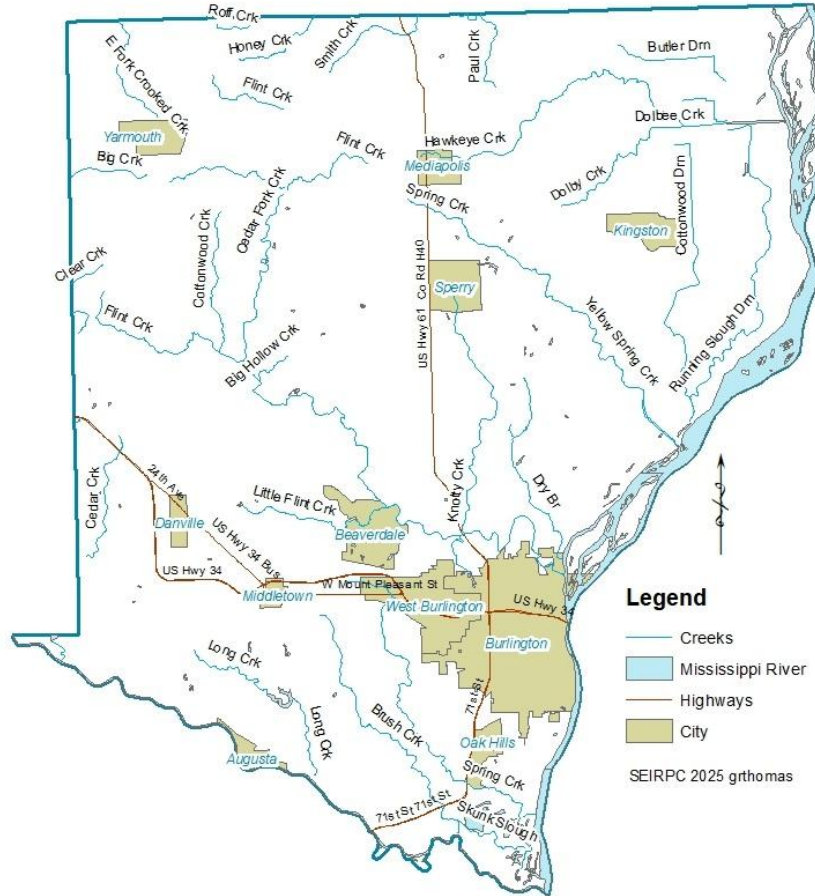 Roff Crk
Honey Crk
Smith Crk
Paul Crk
Butler Drn
E Fork Crooked Crk
Flint Crk
Dolbee Crk
Yarmouth
Hawkeye Crk
Big Crk
Flint Crk
Mediapolis
Dolby Crk
Spring Crk
Cottonwood Drn
Cedar Fork Crk
Cottonwood Crk
Kingston
Clear Crk
US Hwy 61 Co Rd H40
Sperry
Flint Crk
Yellow Spring Crk
Running Slough Drn
Big Hollow Crk
24th Ave
Cedar Crk
Little Flint Crk
Knotty Crk
Dry Br
Danville
Beaverdale
US Hwy 34 Bus
US Hwy 34
Middletown
W Mount Pleasant St
West Burlington
US Hwy 34
Burlington
Long Crk
Long Crk
Brush Crk
71st St
Oak Hills
Augusta
Spring Crk
71st St 71st St
Skunk Slough
Legend
Creeks
Mississippi River
Highways
City
SEIRPC 2025 grthomas